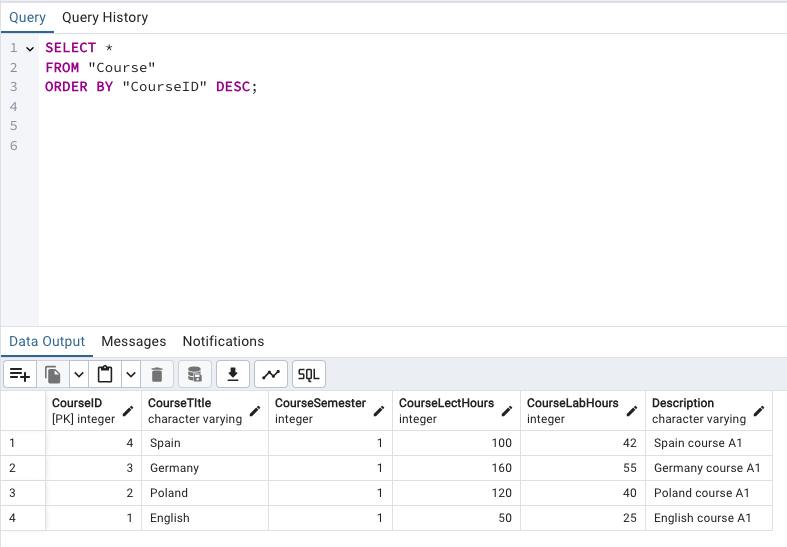 Query Query History
1 SELECT *
2 FROM "Course"
3 ORDER BY "CourseID" DESC;
4
5
6
Data Output Messages Notifications
SQL
CourseID CourseTItle CourseSemester CourseLectHours CourseLabHours Description
[PK] integer character varying integer integer integer character varying
1 4 Spain 1 100 42 Spain course A1
2 3 Germany 1 160 55 Germany course A1
3 2 Poland 1 120 40 Poland course A1
4 1 English 1 50 25 English course A1